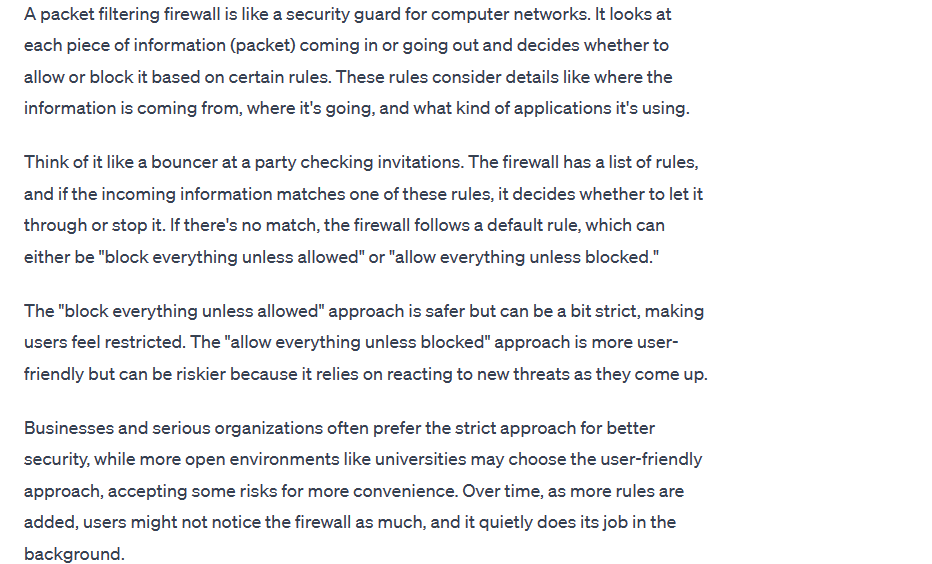 A packet filtering firewall is like a security guard for computer networks. It looks at
each piece of information (packet) coming in or going out and decides whether to
allow or block it based on certain rules. These rules consider details like where the
information is coming from, where it's going, and what kind of applications it's using.
Think of it like a bouncer at a party checking invitations. The firewall has a list of rules,
and if the incoming information matches one of these rules, it decides whether to let it
through or stop it. If there's no match, the firewall follows a default rule, which can
either be "block everything unless allowed" or "allow everything unless blocked."
The "block everything unless allowed" approach is safer but can be a bit strict, making
users feel restricted. The "allow everything unless blocked" approach is more user-
friendly but can be riskier because it relies on reacting to new threats as they come up.
Businesses and serious organizations often prefer the strict approach for better
security, while more open environments like universities may choose the user-friendly
approach, accepting some risks for more convenience. Over time, as more rules are
added, users might not notice the firewall as much, and it quietly does its job in the
background.